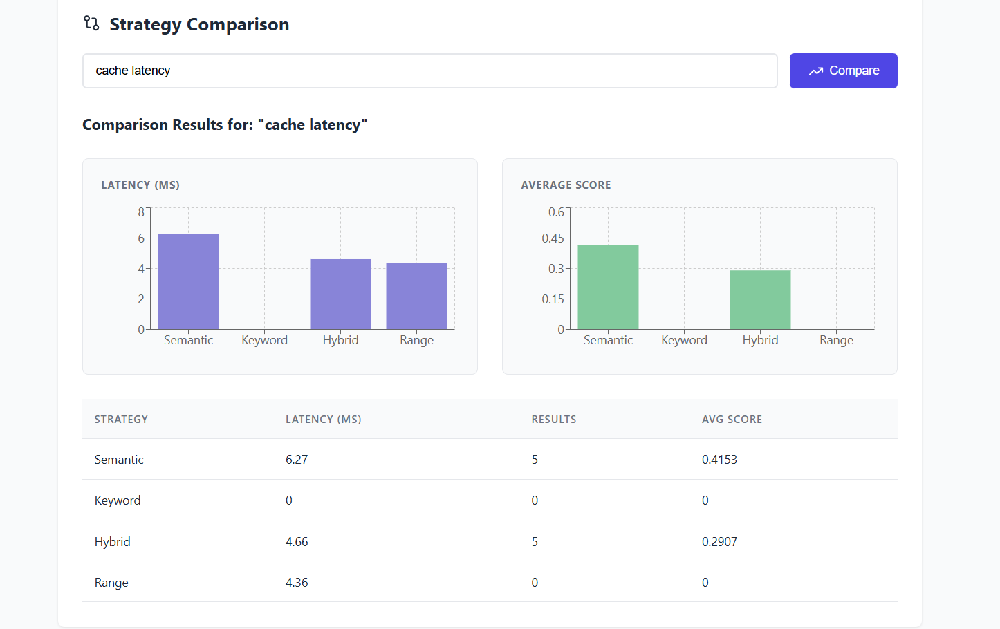 Strategy Comparison
cache latency
Compare
Comparison Results for: "cache latency"
LATENCY (MS)
8
6
4
2
0
Semantic Keyword Hybrid Range
AVERAGE SCORE
0.6
0.45
0.3
0.15
0
Semantic Keyword Hybrid Range
STRATEGY LATENCY (MS) RESULTS AVG SCORE
Semantic 6.27 5 0.4153
Keyword 0 0 0
Hybrid 4.66 5 0.2907
Range 4.36 0 0